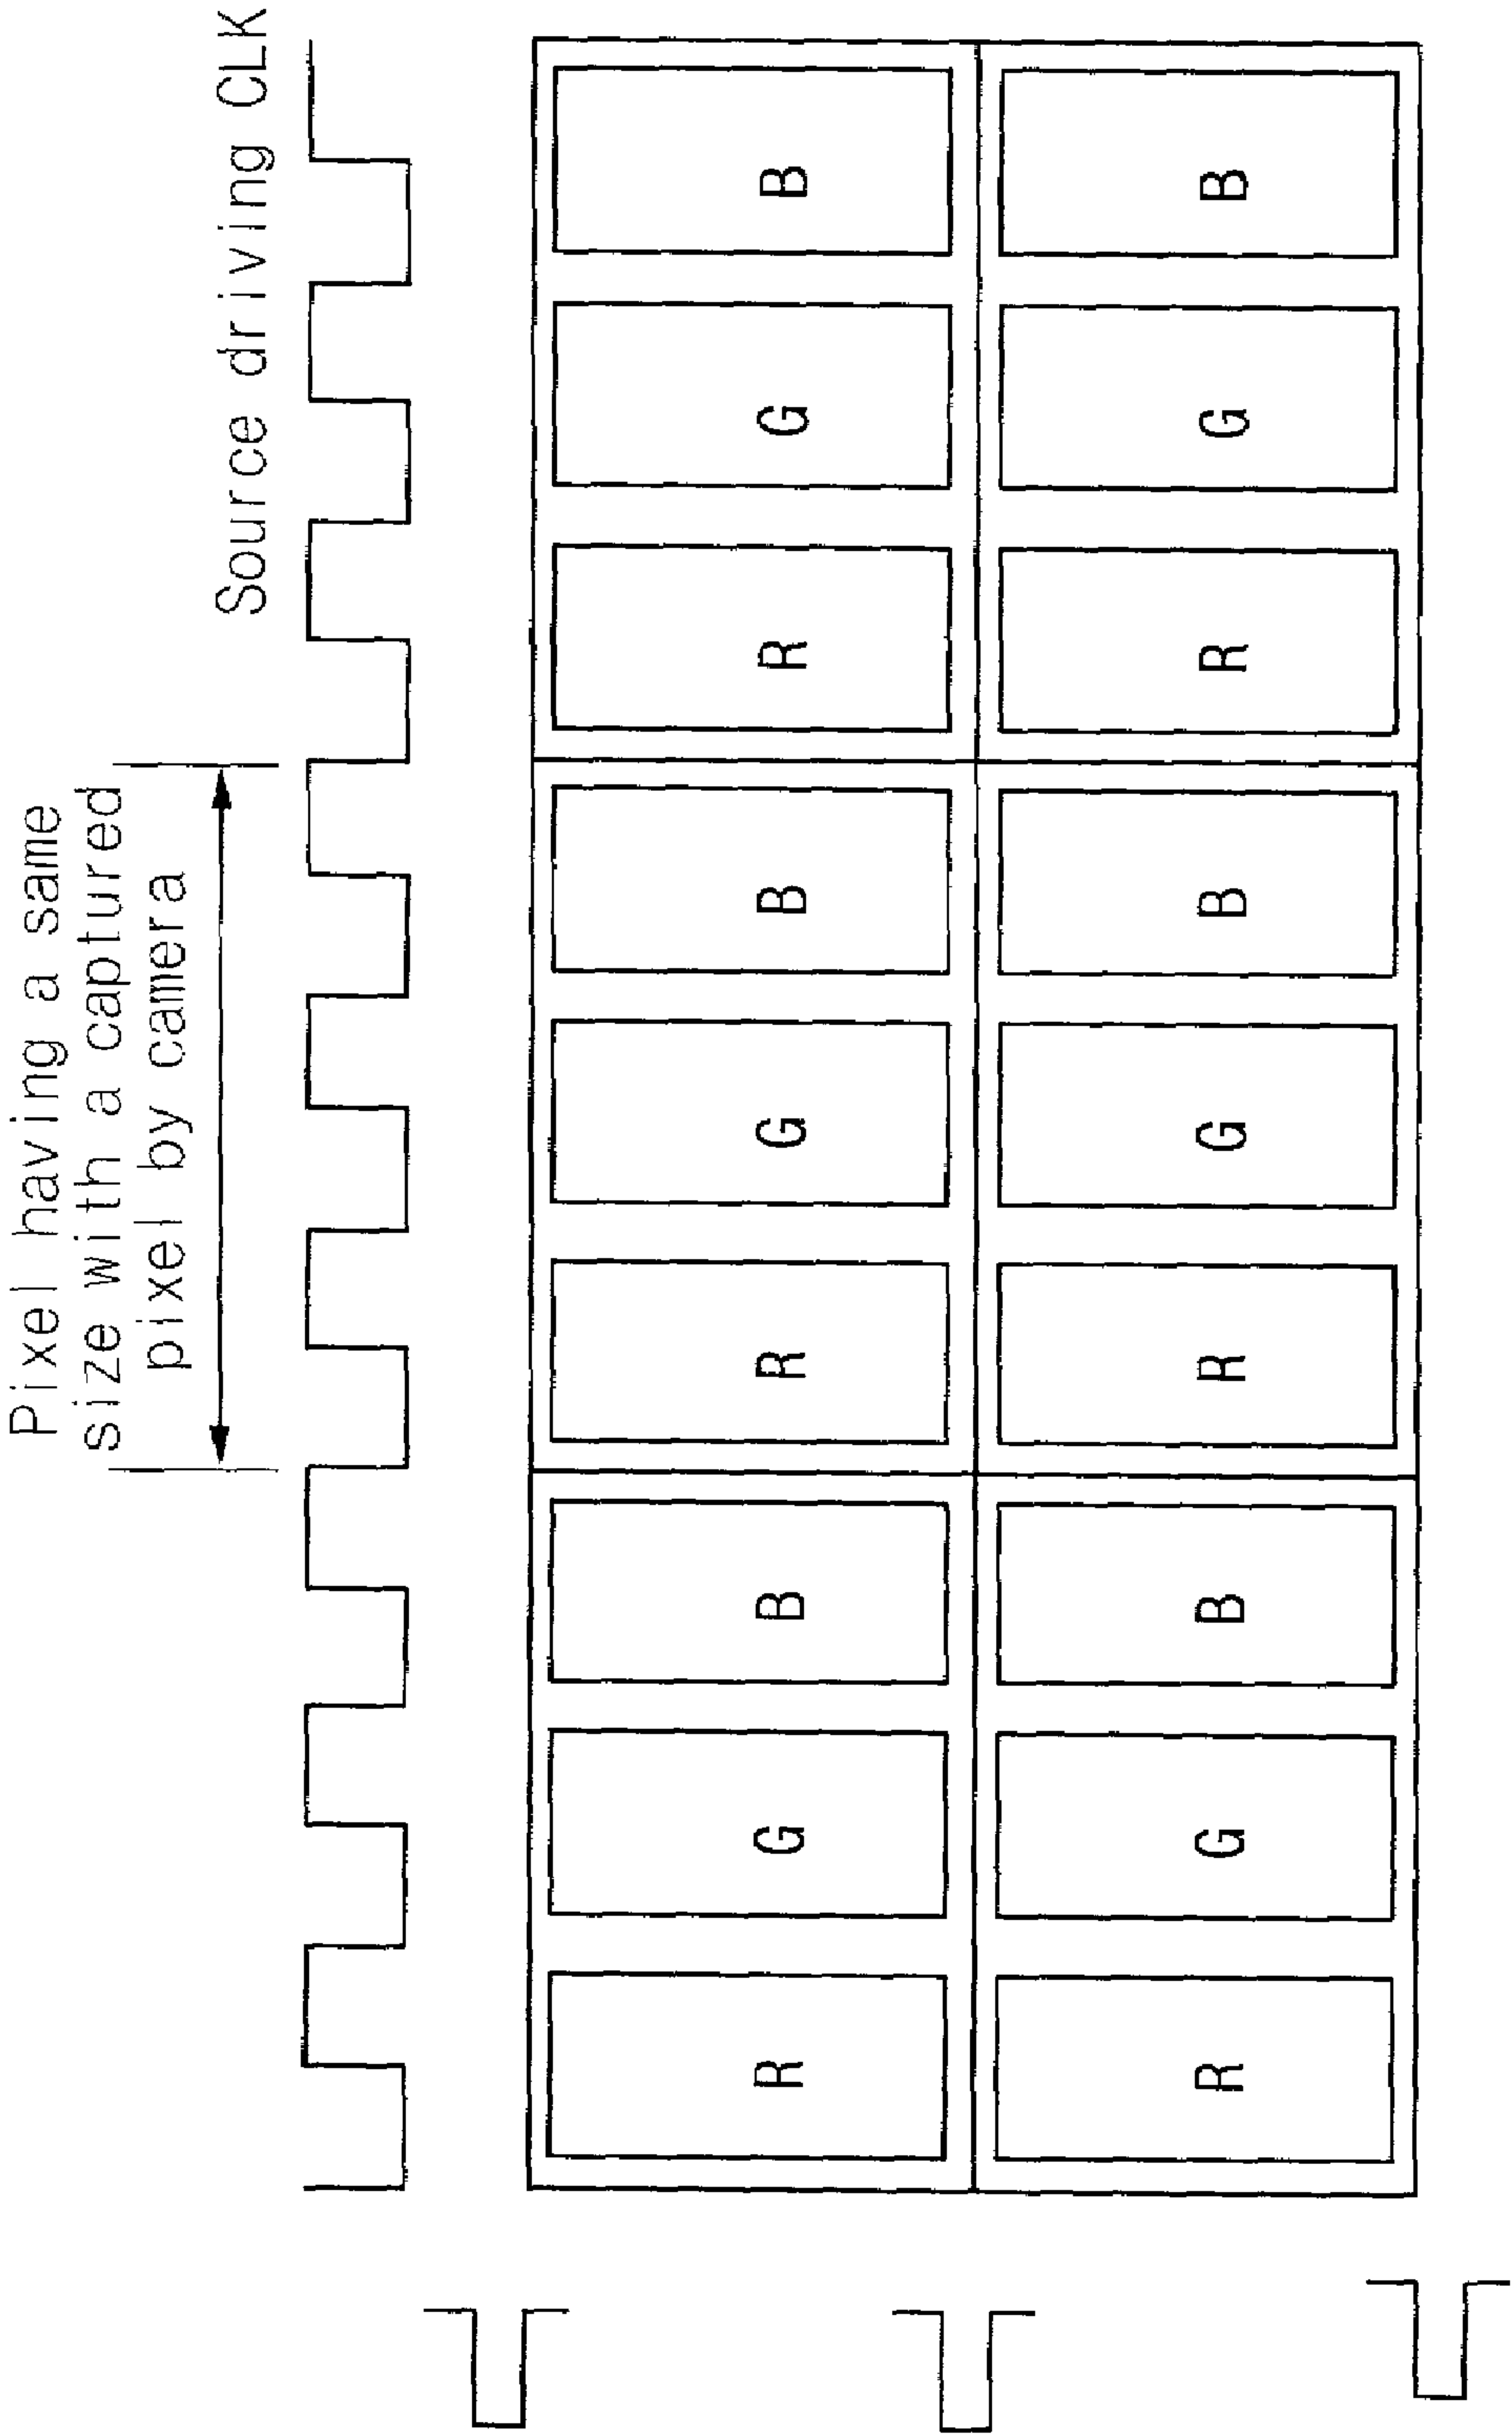 Pixel having a same
size with a captured
pixel by camera
Source driving CLK
R G B R G B R G B
R G B R G B R G B